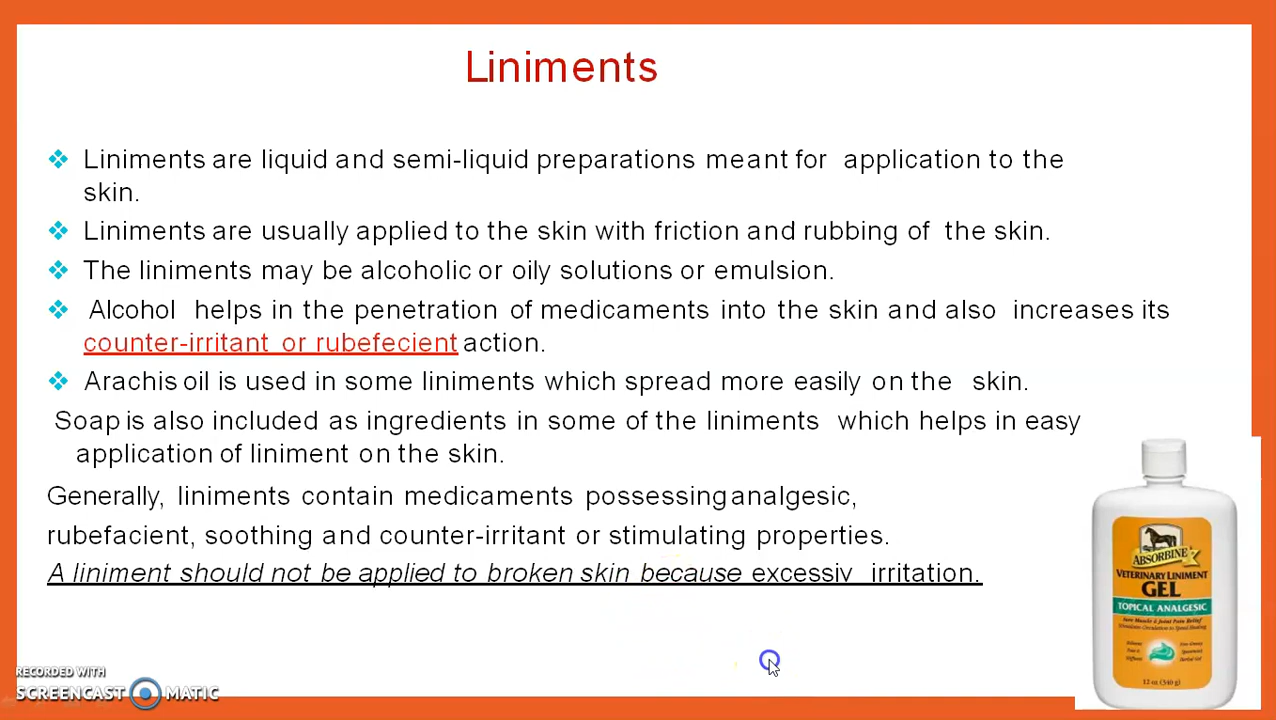 Liniments
Liniments are liquid and semi-liquid preparations meant for application to the
skin.
Liniments are usually applied to the skin with friction and rubbing of the skin.
The liniments may be alcoholic or oily solutions or emulsion.
Alcohol helps in the penetration of medicaments into the skin and also increases its
counter-irritant or rubefecient action.
Arachis oil is used in some liniments which spread more easily on the skin.
Soap is also included as ingredients in some of the liniments which helps in easy
application of liniment on the skin.
Generally, liniments contain medicaments possessing analgesic,
rubefacient, soothing and counter-irritant or stimulating properties.
A liniment should not be applied to broken skin because excessiv irritation.
ABSORBINE
VETERINARY LINIMENT
GEL
TOPICAL ANALGESIC
12 oz (340 g)
RECORDED WITH
SCREENCAST MATIC